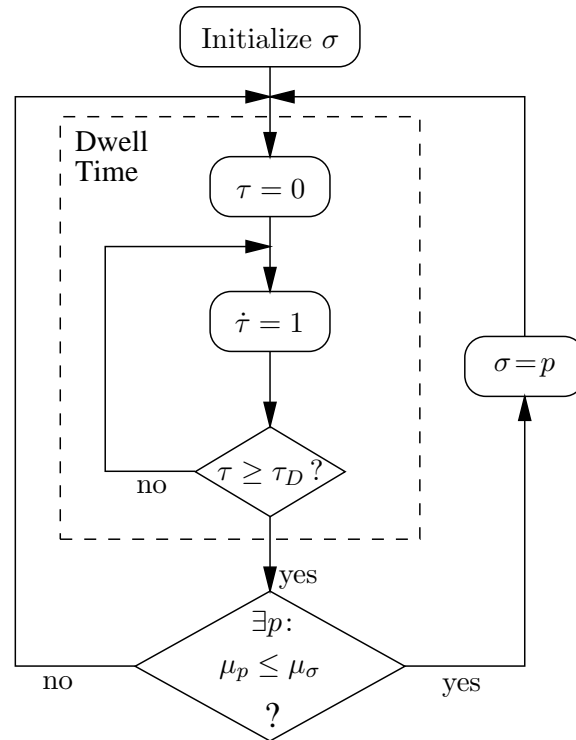 Initialize σ
Dwell
Time
τ = 0
τ̇ = 1
σ = p
τ ≥ τ_D ?
no
yes
∃p:
μ_p ≤ μ_σ
?
no
yes